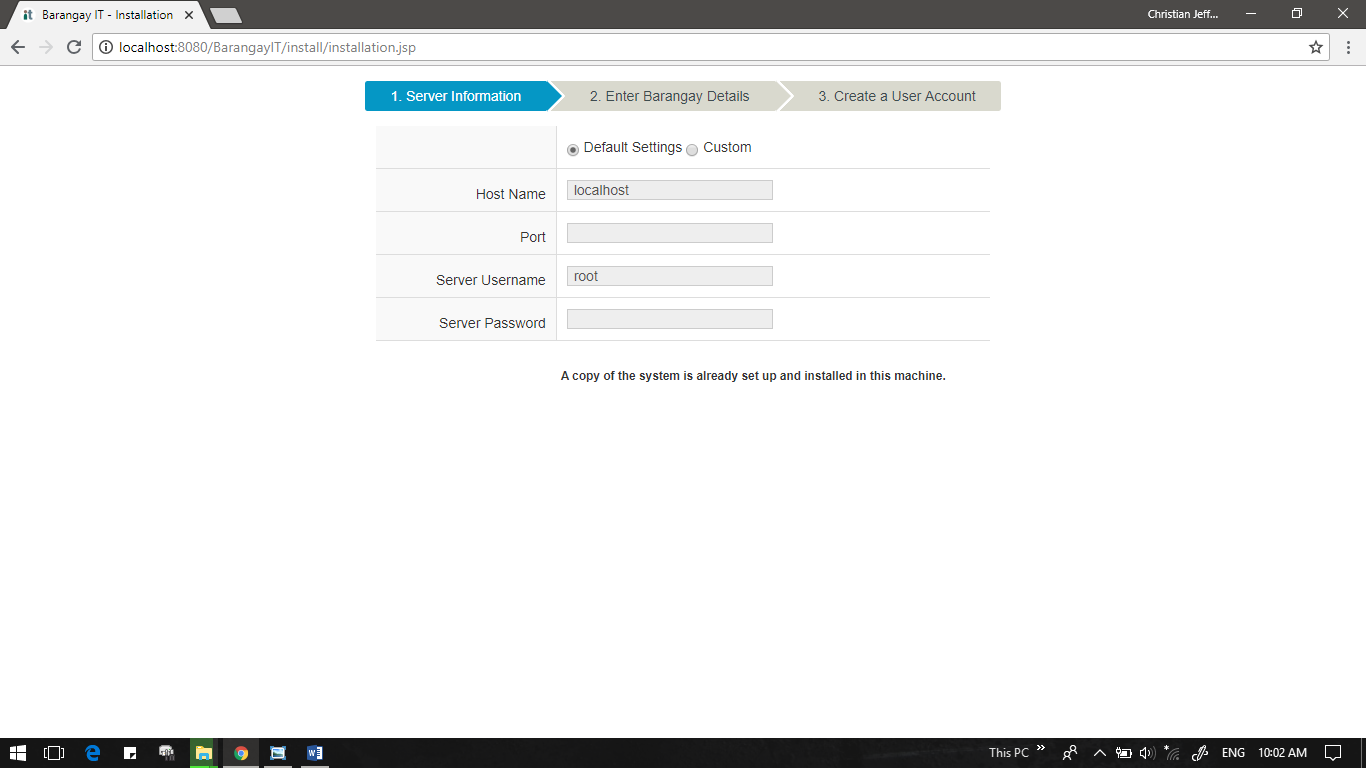 Barangay IT - Installation
Christian Jeff...
localhost:8080/BarangayIT/install/installation.jsp
1. Server Information 2. Enter Barangay Details 3. Create a User Account
Default Settings Custom
Host Name localhost
Port
Server Username root
Server Password
A copy of the system is already set up and installed in this machine.
This PC » ENG 10:02 AM